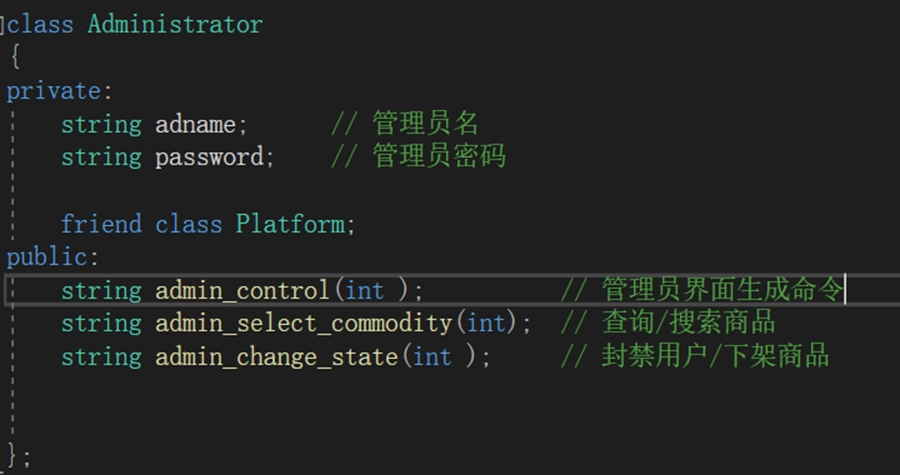 class Administrator
{
private:
    string adname;      // 管理员名
    string password;    // 管理员密码
    friend class Platform;
public:
    string admin_control(int );          // 管理员界面生成命令
    string admin_select_commodity(int);  // 查询/搜索商品
    string admin_change_state(int );     // 封禁用户/下架商品
};